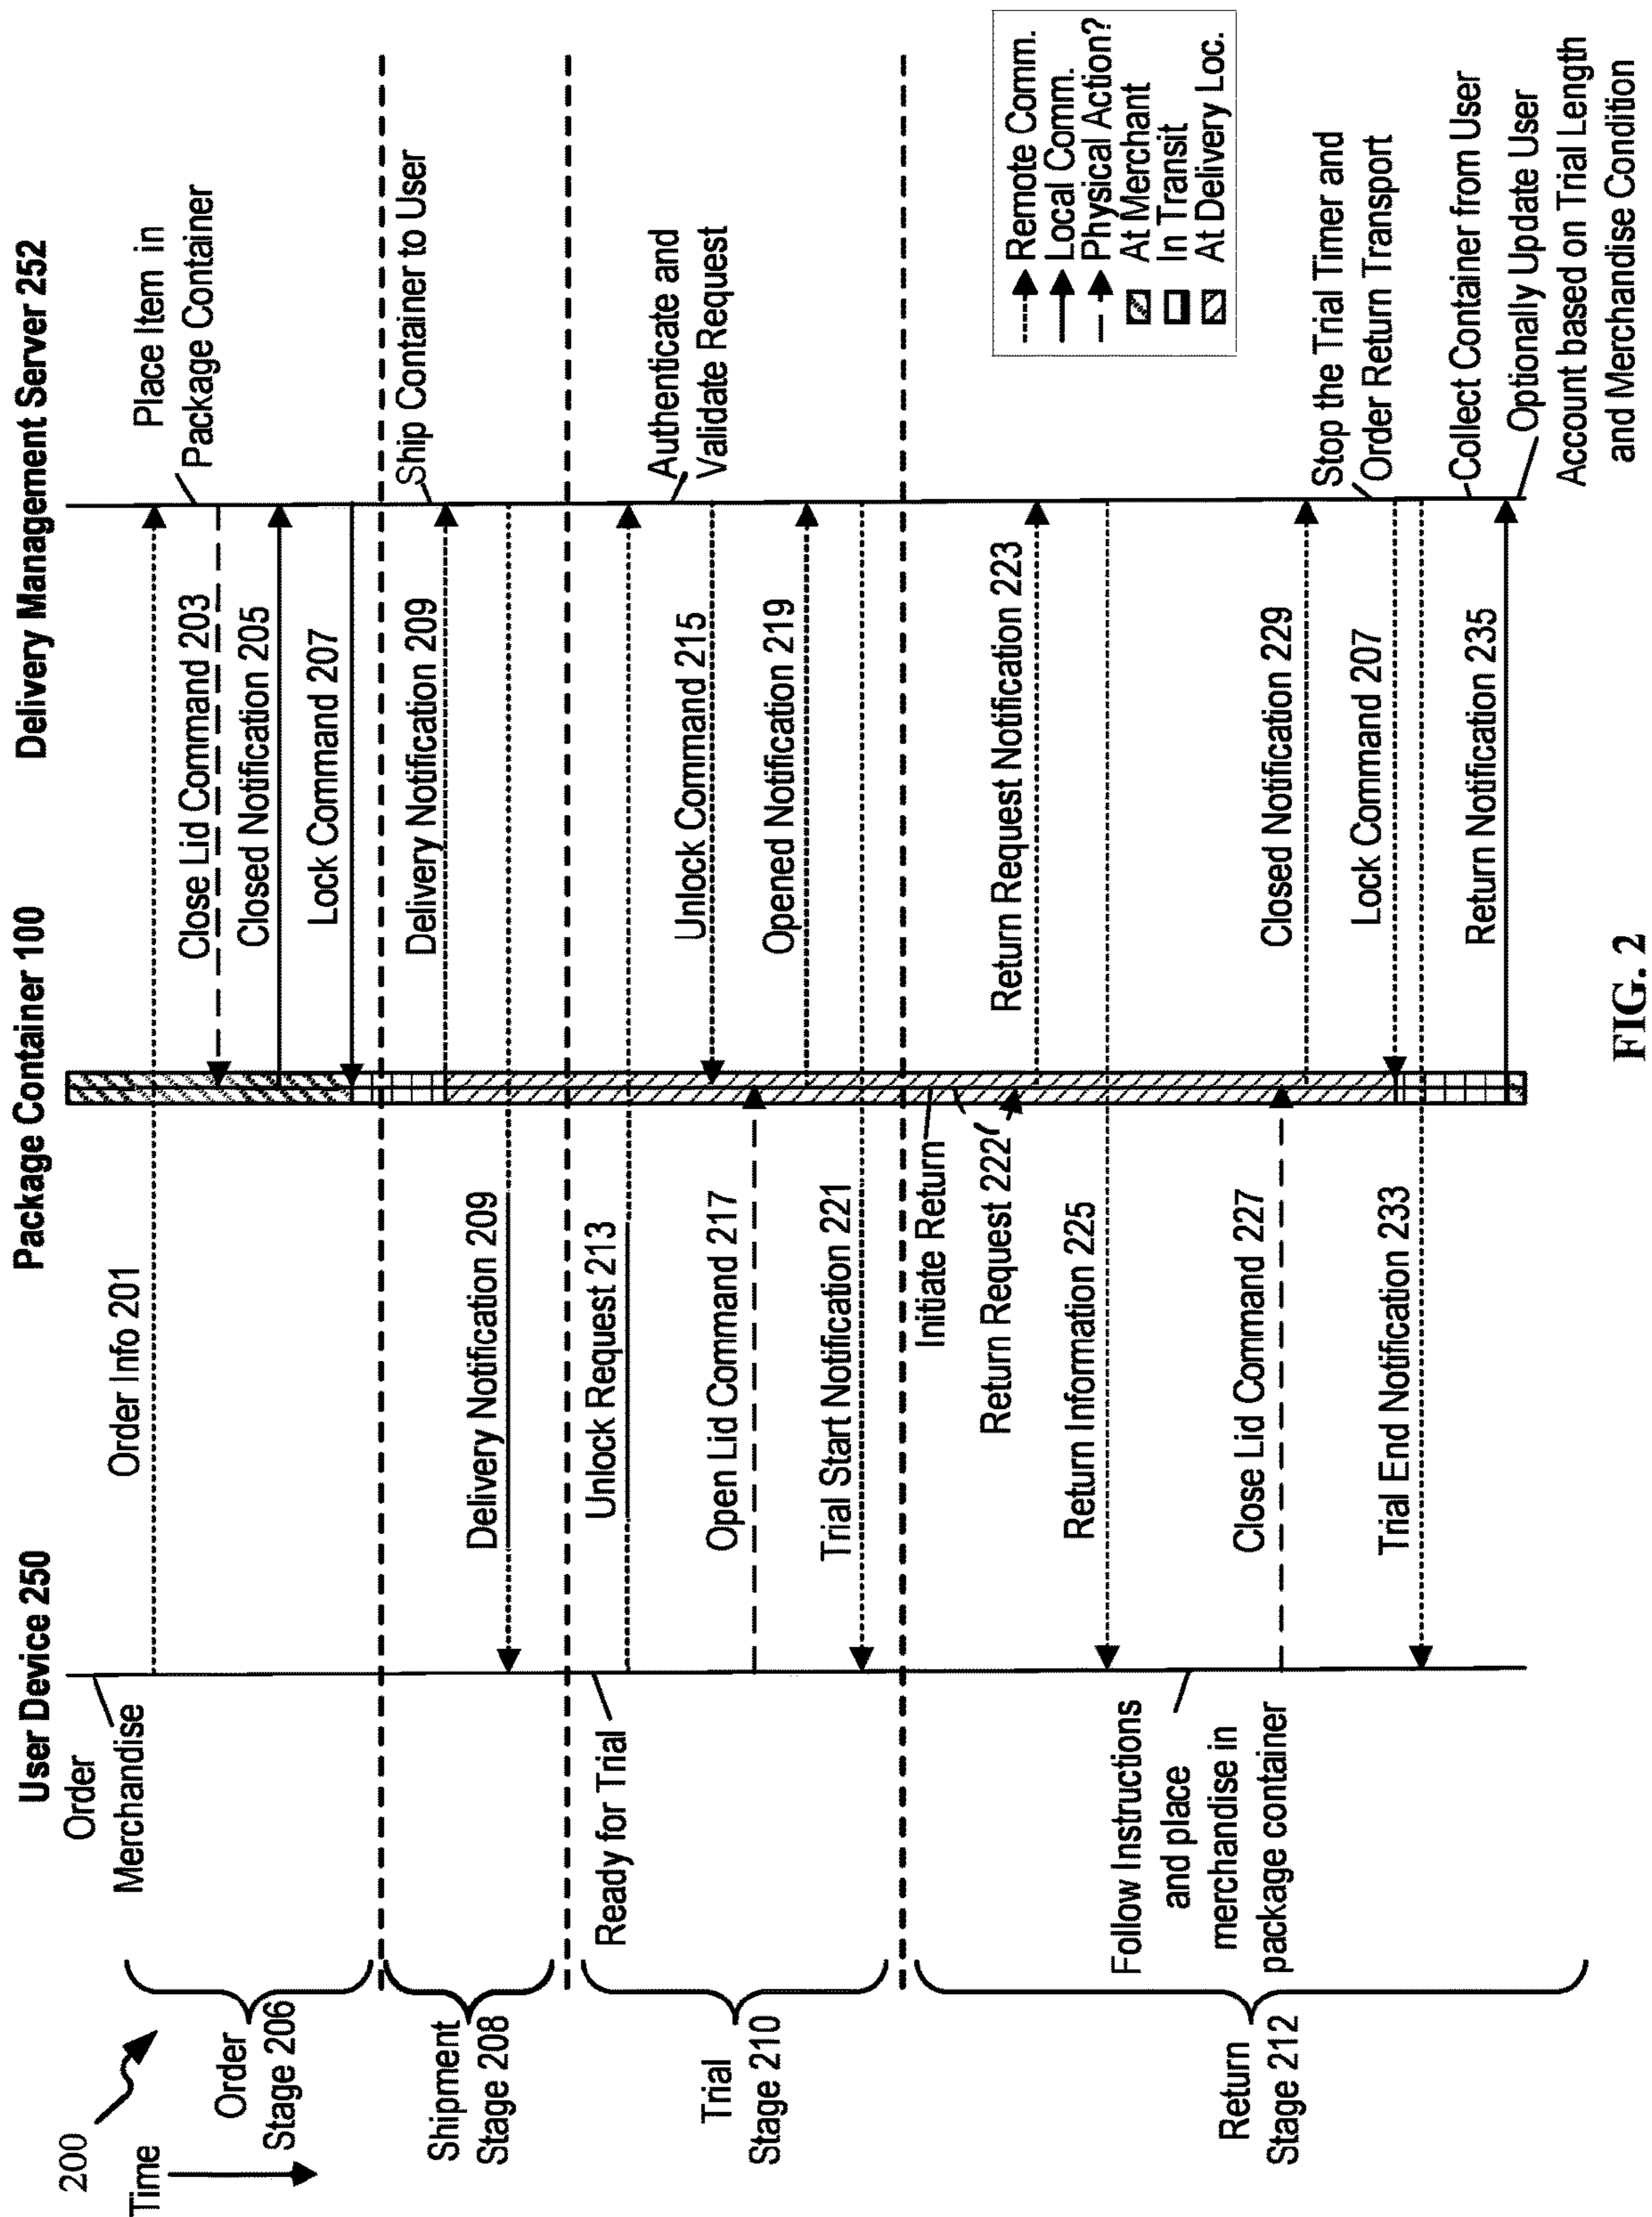 200
Time
User Device 250
Package Container 100
Delivery Management Server 252
Order
Stage 206
Order
Merchandise
Order Info 201
Place Item in
Package Container
Close Lid Command 203
Closed Notification 205
Lock Command 207
Shipment
Stage 208
Ship Container to User
Delivery Notification 209
Delivery Notification 209
Trial
Stage 210
Ready for Trial
Unlock Request 213
Authenticate and
Validate Request
Unlock Command 215
Open Lid Command 217
Opened Notification 219
Trial Start Notification 221
Return
Stage 212
Initiate Return
Return Request 222
Return Request Notification 223
Return Information 225
Follow Instructions
and place
merchandise in
package container
Close Lid Command 227
Closed Notification 229
Stop the Trial Timer and
Order Return Transport
Lock Command 207
Trial End Notification 233
Collect Container from User
Return Notification 235
Optionally Update User
Account based on Trial Length
and Merchandise Condition
Remote Comm.
Local Comm.
Physical Action?
At Merchant
In Transit
At Delivery Loc.
FIG. 2